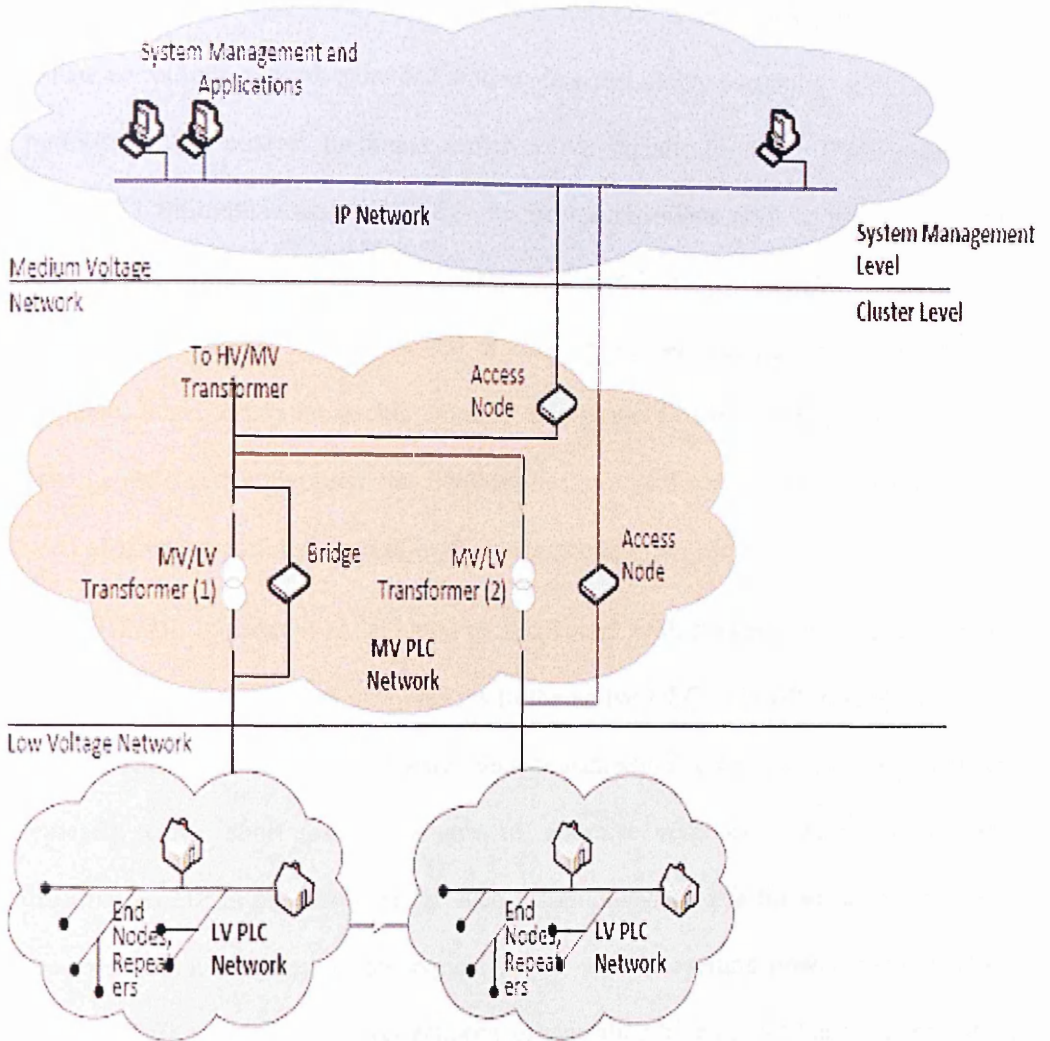 System Management and
Applications
IP Network
System Management
Level
Medium Voltage
Network
Cluster Level
To HV/MV
Transformer
Access
Node
MV/LV
Transformer (1)
Bridge
MV/LV
Transformer (2)
Access
Node
MV PLC
Network
Low Voltage Network
End
Nodes,
Repeat
ers
LV PLC
Network
End
Nodes,
Repeat
ers
LV PLC
Network